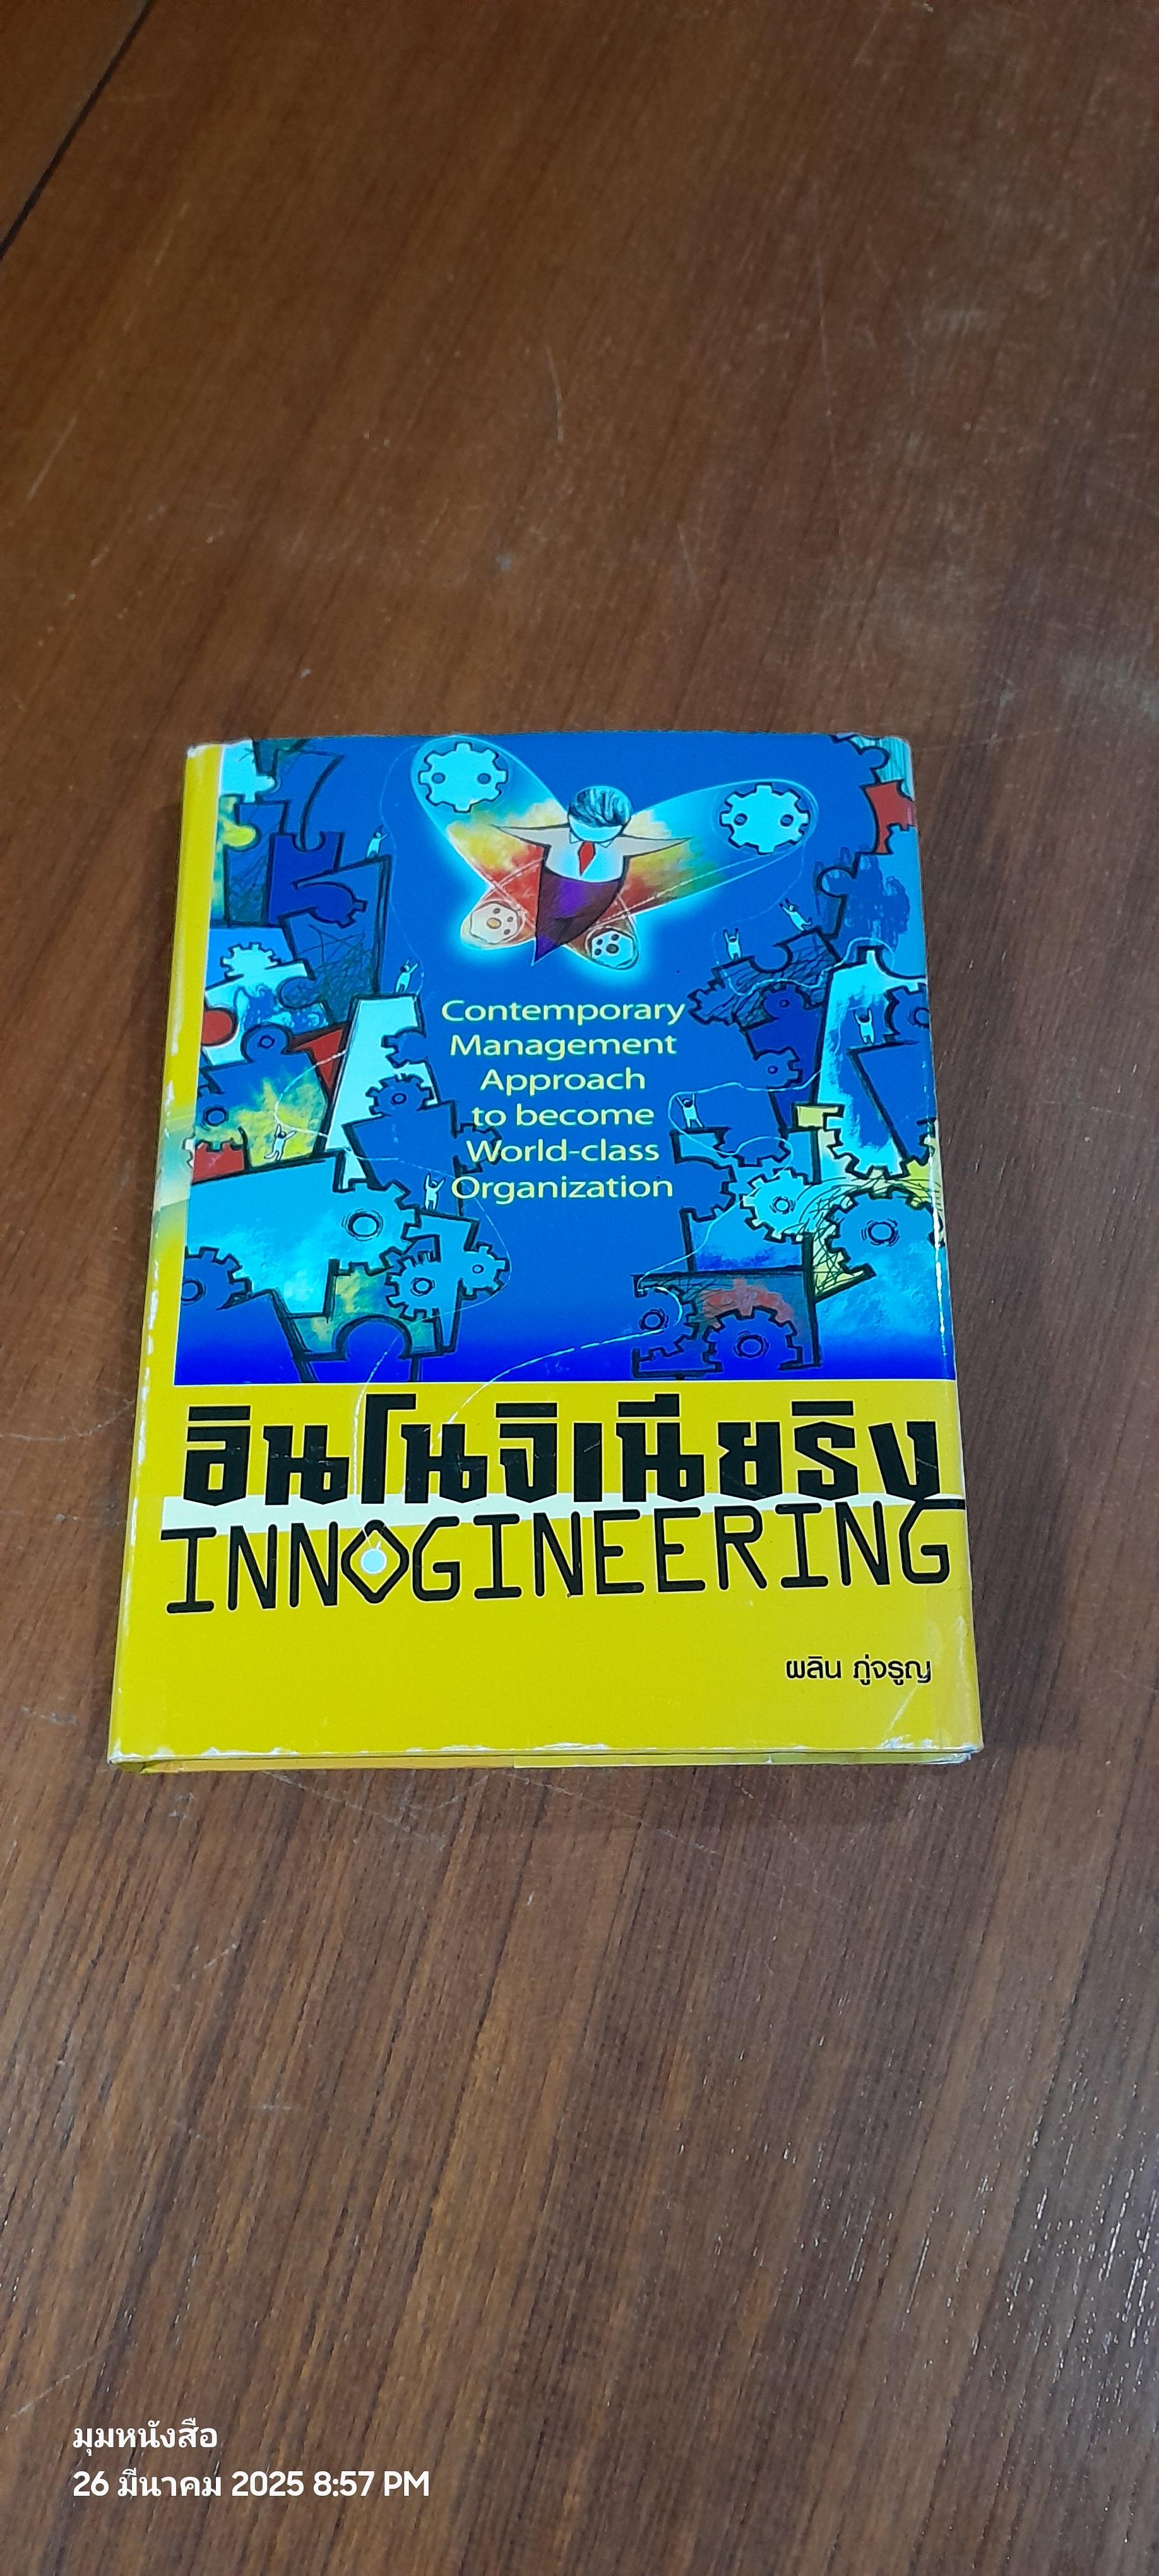 Contemporary
Management
Approach
to become
World-class
Organization
อินโนจิเนียริง
INNOGINEERING
ผลิน ภู่จรูญ
มุมหนังสือ
26 มีนาคม 2025 8:57 PM